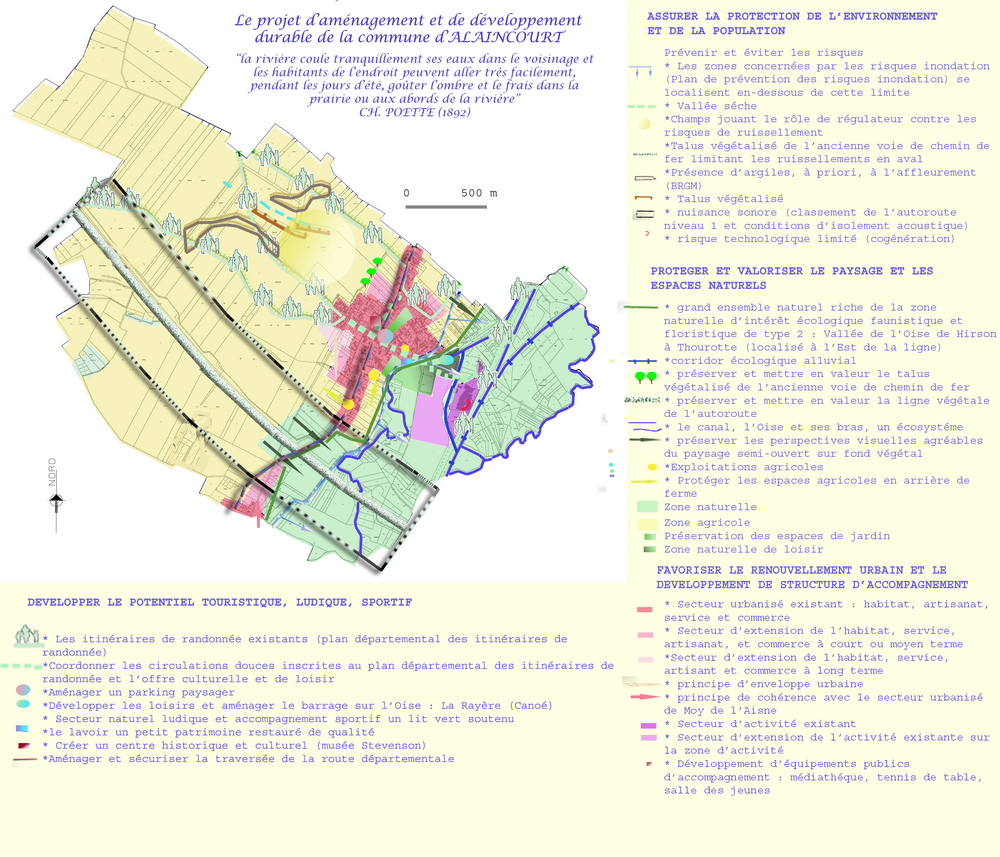 Le projet d'aménagement et de développement
durable de la commune d'ALAINCOURT
“la riviére coule tranquillement ses eaux dans le voisinage et
les habitants de l'endroit peuvent aller très facilement,
pendant les jours d'été, goûter l'ombre et le frais dans la
prairie ou aux abords de la rivière”
CH. POETTE (1892)
0 500 m
NORD
ASSURER LA PROTECTION DE L'ENVIRONNEMENT
ET DE LA POPULATION
Prévenir et éviter les risques
* Les zones concernées par les risques inondation
(Plan de prévention des risques inondation) se
localisent en-dessous de cette limite
* Vallée séche
*Champs jouant le rôle de régulateur contre les
risques de ruissellement
*Talus végétalisé de l'ancienne voie de chemin de
fer limitant les ruissellements en aval
*Présence d'argiles, à priori, à l'affleurement
(BRGM)
* Talus végétalisé
* nuisance sonore (classement de l'autoroute
niveau 1 et conditions d'isolement acoustique)
* risque technologique limité (cogénération)
PROTEGER ET VALORISER LE PAYSAGE ET LES
ESPACES NATURELS
* grand ensemble naturel riche de la zone
naturelle d'intérêt écologique faunistique et
floristique de type 2 : Vallée de l'Oise de Hirson
à Thourotte (localisé à l'Est de la ligne)
*corridor écologique alluvial
* préserver et mettre en valeur le talus
végétalisé de l'ancienne voie de chemin de fer
* préserver et mettre en valeur la ligne végétale
de l'autoroute
* le canal, l'Oise et ses bras, un écosystéme
* préserver les perspectives visuelles agréables
du paysage semi-ouvert sur fond végétal
*Exploitations agricoles
* Protéger les espaces agricoles en arrière de
ferme
Zone naturelle
Zone agricole
Préservation des espaces de jardin
Zone naturelle de loisir
FAVORISER LE RENOUVELLEMENT URBAIN ET LE
DEVELOPPEMENT DE STRUCTURE D'ACCOMPAGNEMENT
* Secteur urbanisé existant : habitat, artisanat,
service et commerce
* Secteur d'extension de l'habitat, service,
artisanat, et commerce à court ou moyen terme
*Secteur d'extension de l'habitat, service,
artisant et commerce à long terme
* principe d'enveloppe urbaine
* principe de cohérence avec le secteur urbanisé
de Moy de l'Aisne
* Secteur d'activité existant
* Secteur d'extension de l'activité existante sur
la zone d'activité
* Développement d'équipements publics
d'accompagnement : médiathéque, tennis de table,
salle des jeunes
DEVELOPPER LE POTENTIEL TOURISTIQUE, LUDIQUE, SPORTIF
* Les itinéraires de randonnée existants (plan départemental des itinéraires de
randonnée)
*Coordonner les circulations douces inscrites au plan départemental des itinéraires de
randonnée et l'offre culturelle et de loisir
*Aménager un parking paysager
*Développer les loisirs et aménager le barrage sur l'Oise : La Rayère (Canoé)
* Secteur naturel ludique et accompagnement sportif un lit vert soutenu
*le lavoir un petit patrimoine restauré de qualité
* Créer un centre historique et culturel (musée Stevenson)
*Aménager et sécuriser la traversée de la route départementale